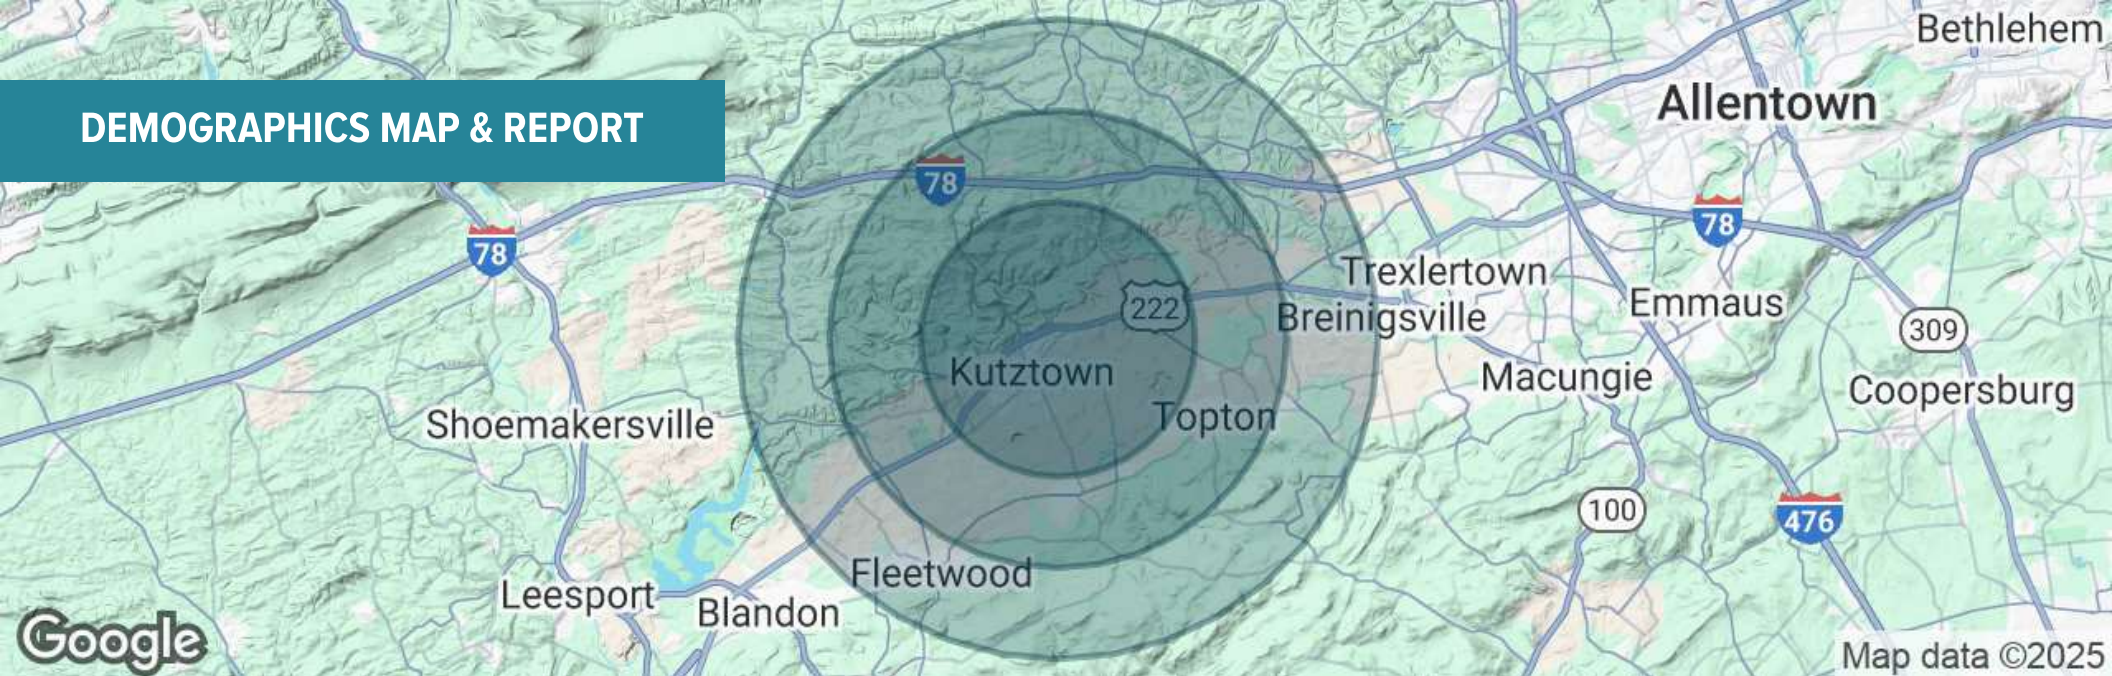 Bethlehem
Allentown
DEMOGRAPHICS MAP & REPORT
78
78
78
Trexlertown
222
Breinigsville
Emmaus
309
Kutztown
Macungie
Coopersburg
Shoemakersville
Topton
100
476
Fleetwood
Leesport
Blandon
Google
Map data ©2025